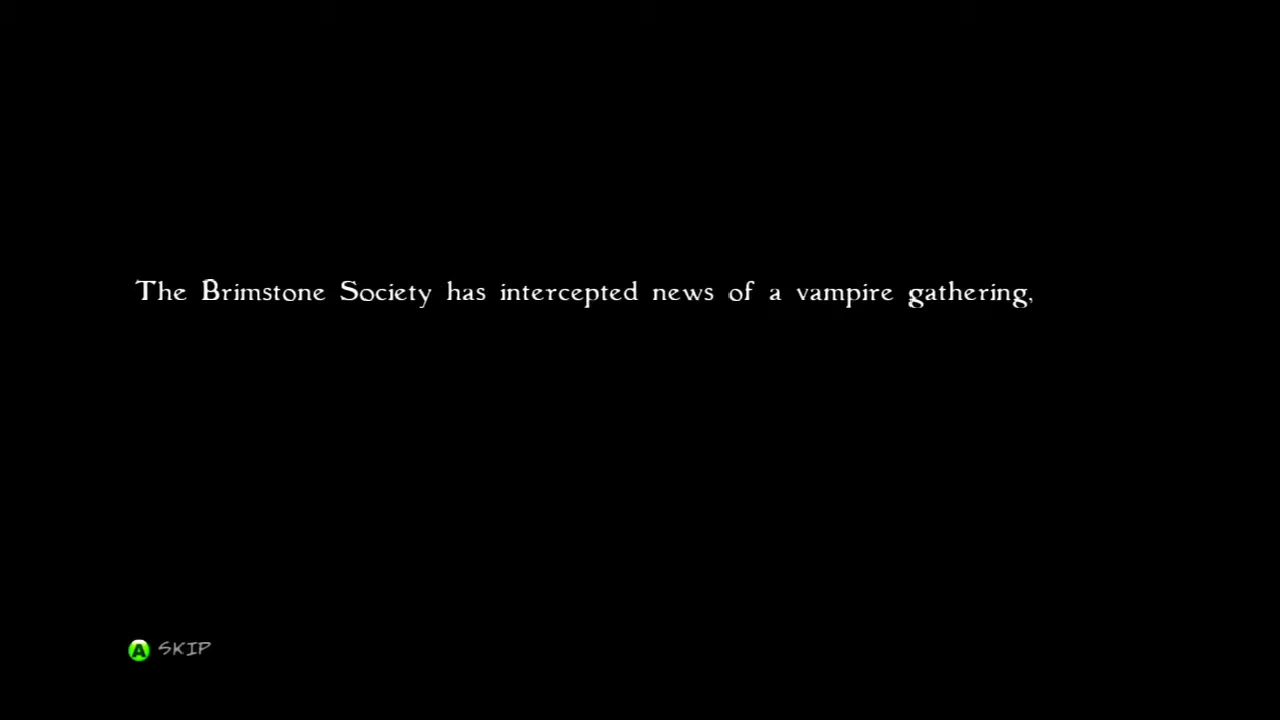 The Brimstone Society has intercepted news of a vampire gathering,
A SKIP